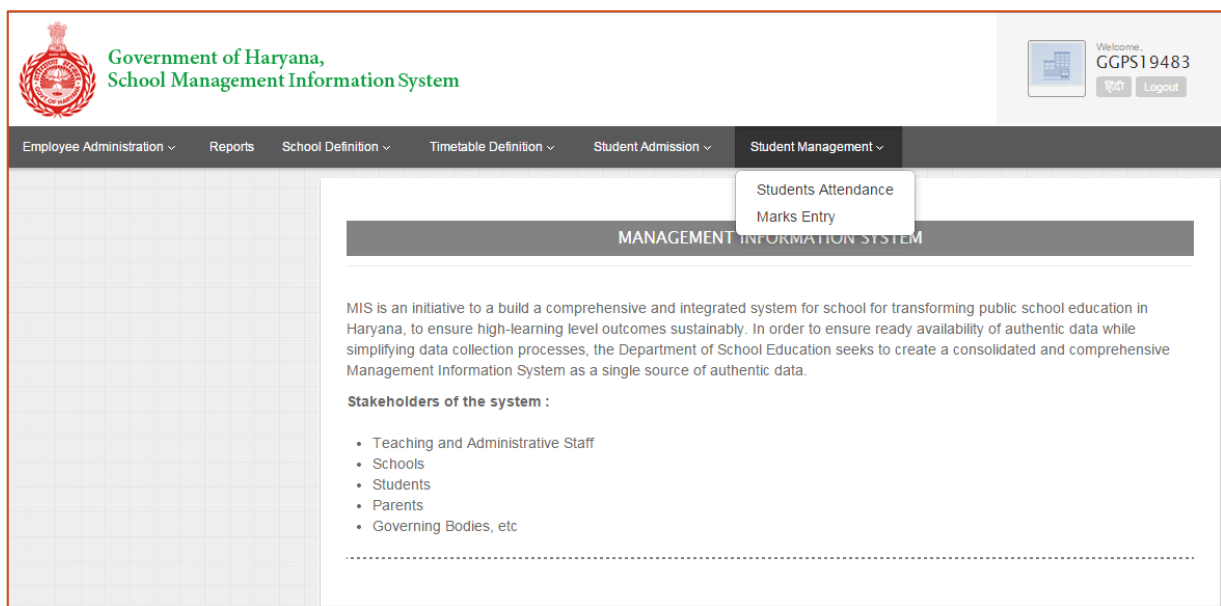 Government of Haryana,
School Management Information System
Welcome,
GGPS19483
हिंदी Logout
Employee Administration Reports School Definition Timetable Definition Student Admission Student Management
Students Attendance
Marks Entry
MANAGEMENT INFORMATION SYSTEM
MIS is an initiative to a build a comprehensive and integrated system for school for transforming public school education in
Haryana, to ensure high-learning level outcomes sustainably. In order to ensure ready availability of authentic data while
simplifying data collection processes, the Department of School Education seeks to create a consolidated and comprehensive
Management Information System as a single source of authentic data.
Stakeholders of the system :
• Teaching and Administrative Staff
• Schools
• Students
• Parents
• Governing Bodies, etc